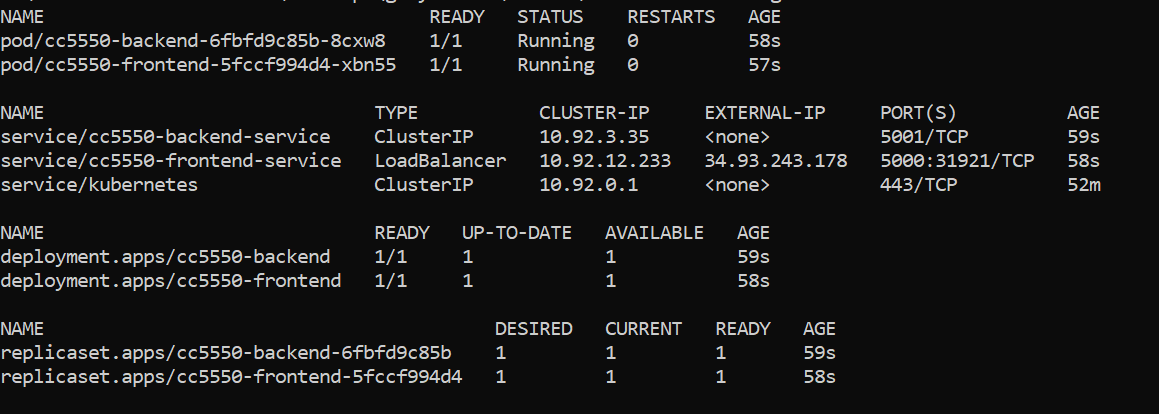 NAME READY STATUS RESTARTS AGE
pod/cc5550-backend-6fbfd9c85b-8cxw8 1/1 Running 0 58s
pod/cc5550-frontend-5fccf994d4-xbn55 1/1 Running 0 57s
NAME TYPE CLUSTER-IP EXTERNAL-IP PORT(S) AGE
service/cc5550-backend-service ClusterIP 10.92.3.35 <none> 5001/TCP 59s
service/cc5550-frontend-service LoadBalancer 10.92.12.233 34.93.243.178 5000:31921/TCP 58s
service/kubernetes ClusterIP 10.92.0.1 <none> 443/TCP 52m
NAME READY UP-TO-DATE AVAILABLE AGE
deployment.apps/cc5550-backend 1/1 1 1 59s
deployment.apps/cc5550-frontend 1/1 1 1 58s
NAME DESIRED CURRENT READY AGE
replicaset.apps/cc5550-backend-6fbfd9c85b 1 1 1 59s
replicaset.apps/cc5550-frontend-5fccf994d4 1 1 1 58s